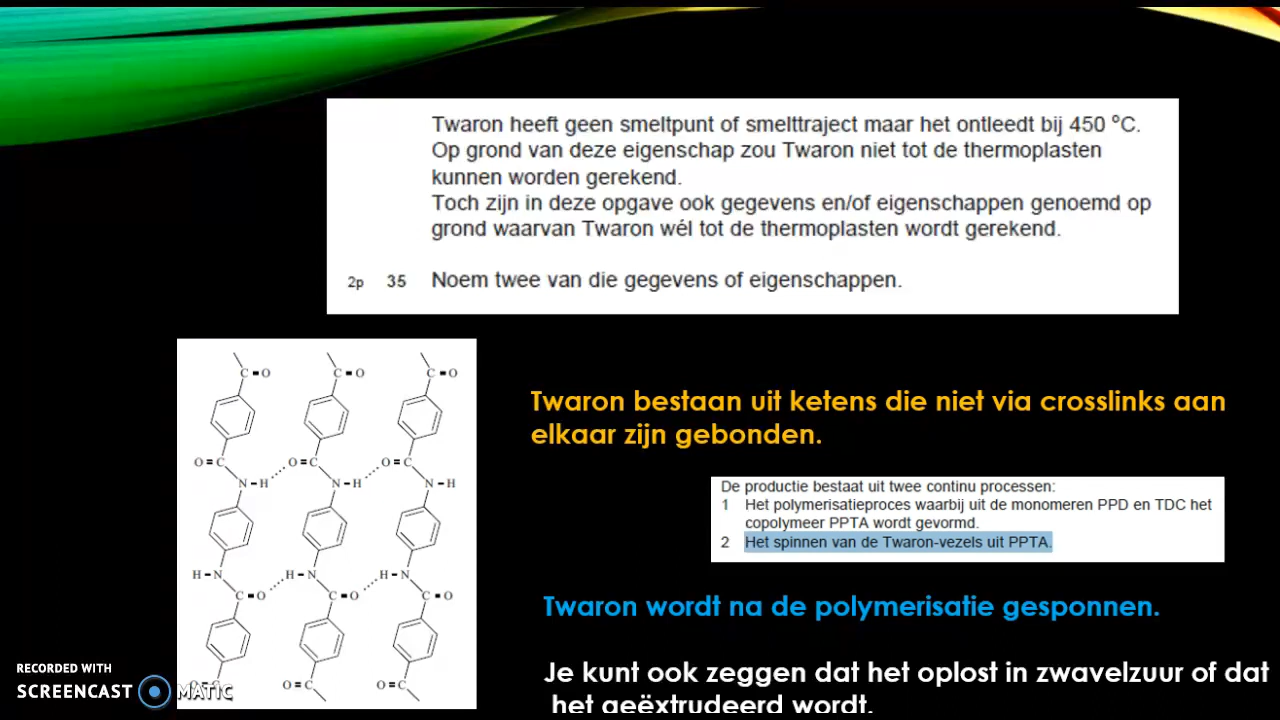 Twaron heeft geen smeltpunt of smelttraject maar het ontleedt bij 450 °C.
Op grond van deze eigenschap zou Twaron niet tot de thermoplasten
kunnen worden gerekend.
Toch zijn in deze opgave ook gegevens en/of eigenschappen genoemd op
grond waarvan Twaron wél tot de thermoplasten wordt gerekend.
2p 35 Noem twee van die gegevens of eigenschappen.
C=O C=O C=O
Twaron bestaan uit ketens die niet via crosslinks aan
elkaar zijn gebonden.
O=C O=C O=C
N-H N-H N-H
De productie bestaat uit twee continu processen:
1 Het polymerisatieproces waarbij uit de monomeren PPD en TDC het
copolymeer PPTA wordt gevormd.
2 Het spinnen van de Twaron-vezels uit PPTA.
H-N H-N H-N
C=O C=O C=O
Twaron wordt na de polymerisatie gesponnen.
Je kunt ook zeggen dat het oplost in zwavelzuur of dat
het geëxtrudeerd wordt.
O=C O=C
RECORDED WITH
SCREENCAST MATIC